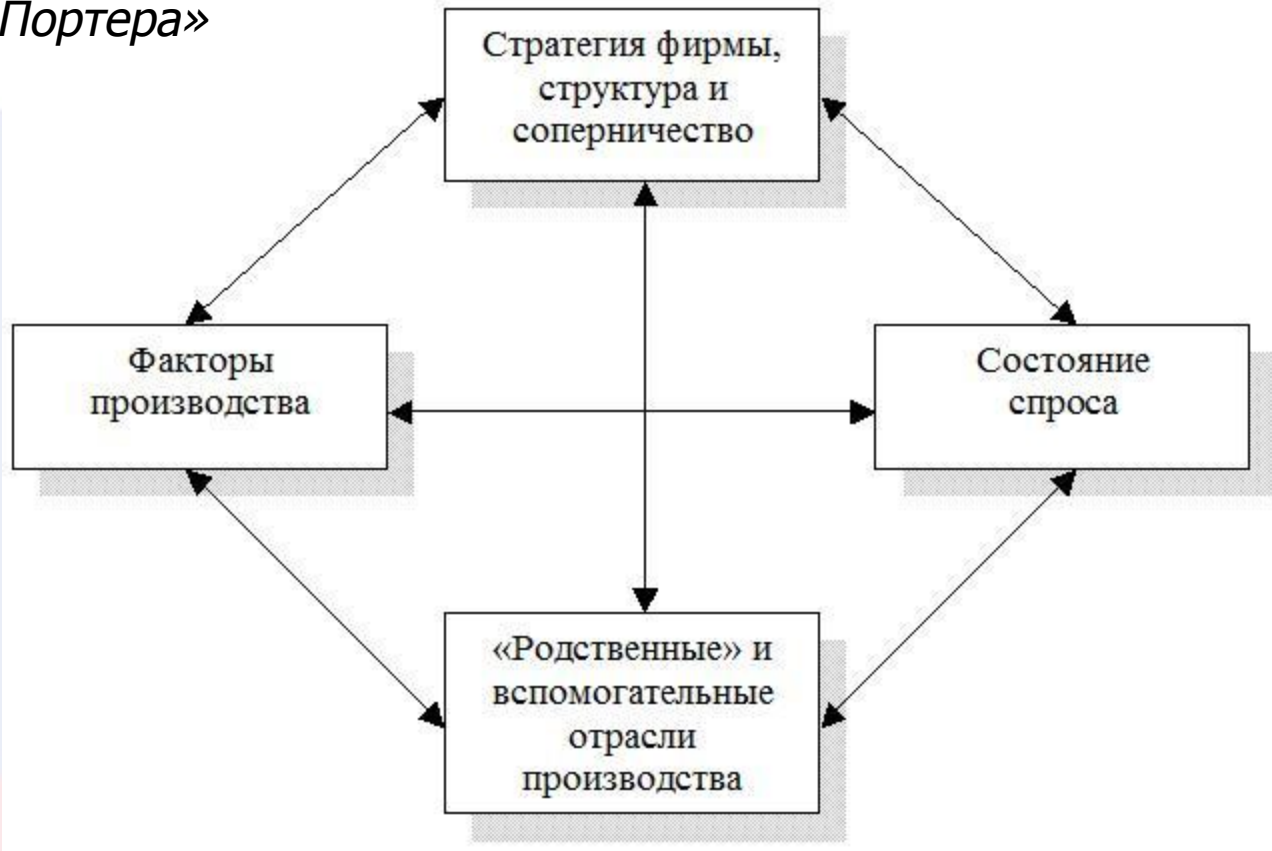 Портера»
Стратегия фирмы,
структура и
соперничество
Факторы
производства
Состояние
спроса
«Родственные» и
вспомогательные
отрасли
производства